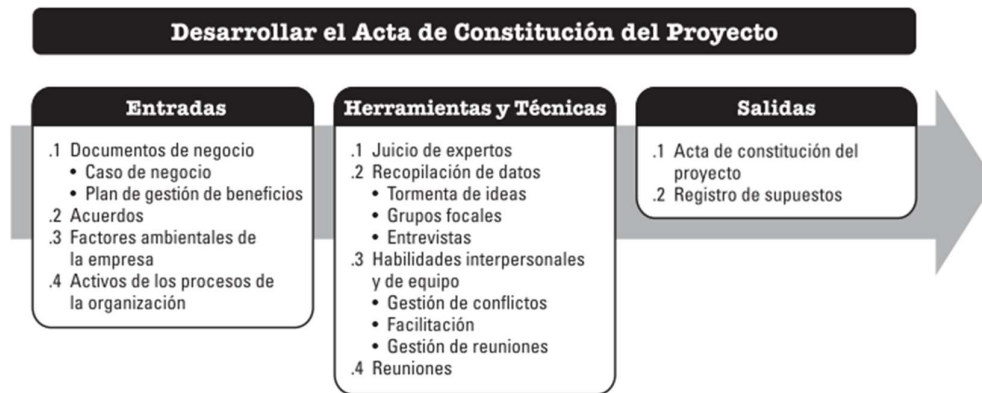 Desarrollar el Acta de Constitución del Proyecto
Entradas
.1 Documentos de negocio
• Caso de negocio
• Plan de gestión de beneficios
.2 Acuerdos
.3 Factores ambientales de
la empresa
.4 Activos de los procesos de
la organización
Herramientas y Técnicas
.1 Juicio de expertos
.2 Recopilación de datos
• Tormenta de ideas
• Grupos focales
• Entrevistas
.3 Habilidades interpersonales
y de equipo
• Gestión de conflictos
• Facilitación
• Gestión de reuniones
.4 Reuniones
Salidas
.1 Acta de constitución del
proyecto
.2 Registro de supuestos